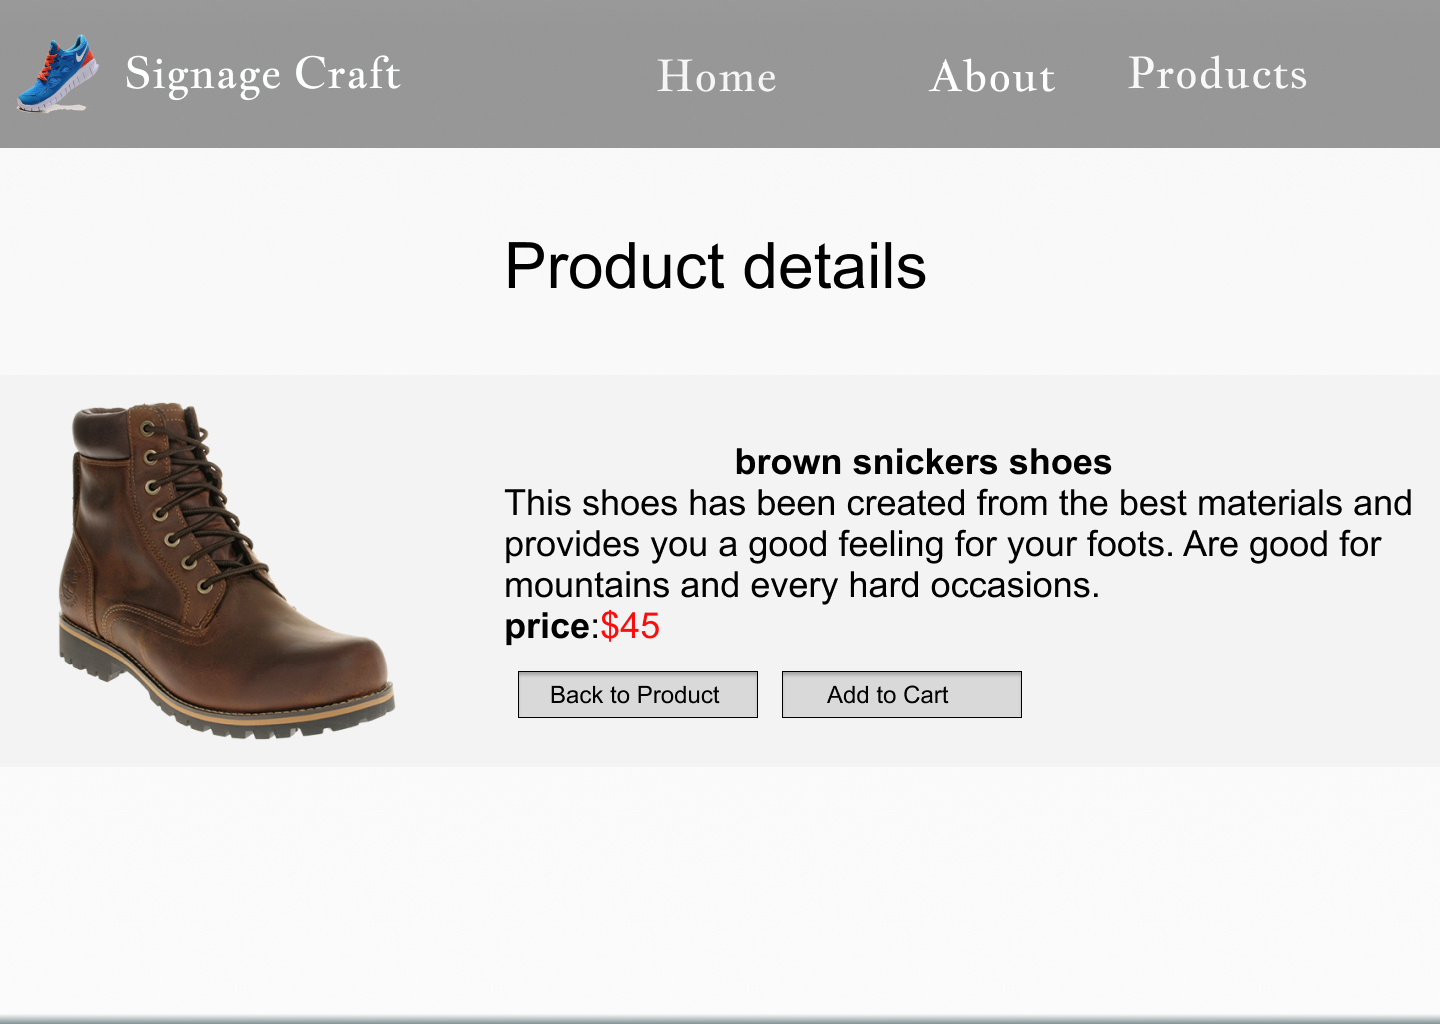 Signage Craft
Home
About
Products
Product details
brown snickers shoes
This shoes has been created from the best materials and
provides you a good feeling for your foots. Are good for
mountains and every hard occasions.
price:$45
Back to Product
Add to Cart